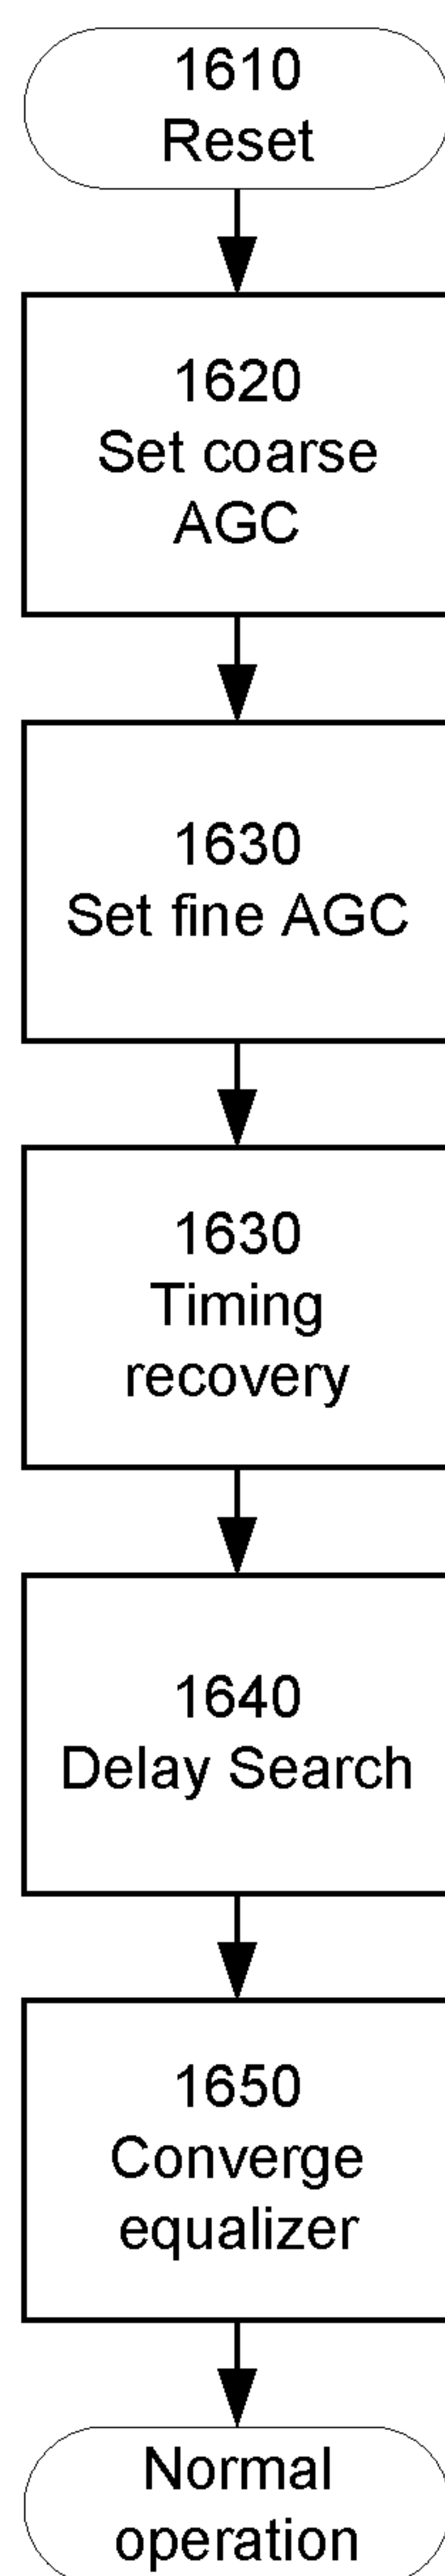 1610
Reset
1620
Set coarse
AGC
1630
Set fine AGC
1630
Timing
recovery
1640
Delay Search
1650
Converge
equalizer
Normal
operation